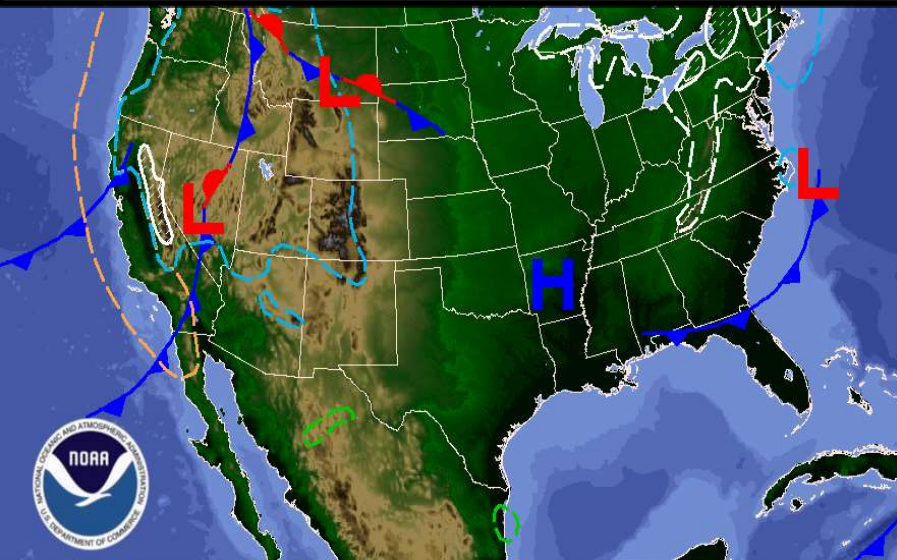 L
L
L
H
NATIONAL OCEANIC AND ATMOSPHERIC ADMINISTRATION
NOAA
U.S. DEPARTMENT OF COMMERCE